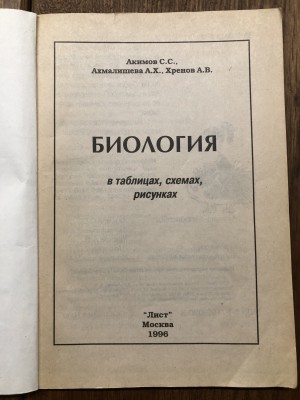 Акимов С.С.,
Ахмалишева А.Х., Хренов А.В.
БИОЛОГИЯ
в таблицах, схемах,
рисунках
"Лист"
Москва
1996